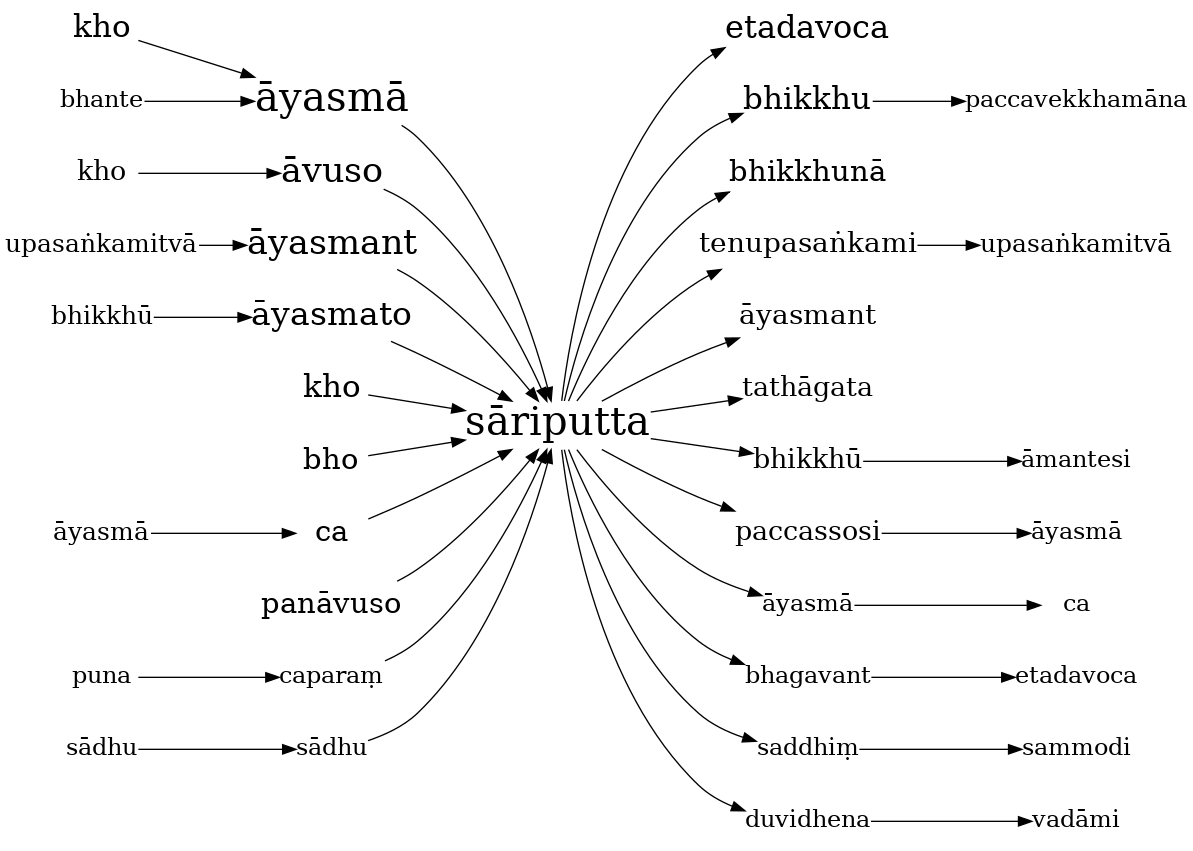 kho
etadavoca
bhante
āyasmā
bhikkhu
paccavekkhamāna
kho
āvuso
bhikkhunā
upasaṅkamitvā
āyasmant
tenupasaṅkami
upasaṅkamitvā
bhikkhū
āyasmato
āyasmant
kho
tathāgata
sāriputta
bho
bhikkhū
āmantesi
āyasmā
ca
paccassosi
āyasmā
panāvuso
āyasmā
ca
puna
caparaṃ
bhagavant
etadavoca
sādhu
sādhu
saddhiṃ
sammodi
duvidhena
vadāmi